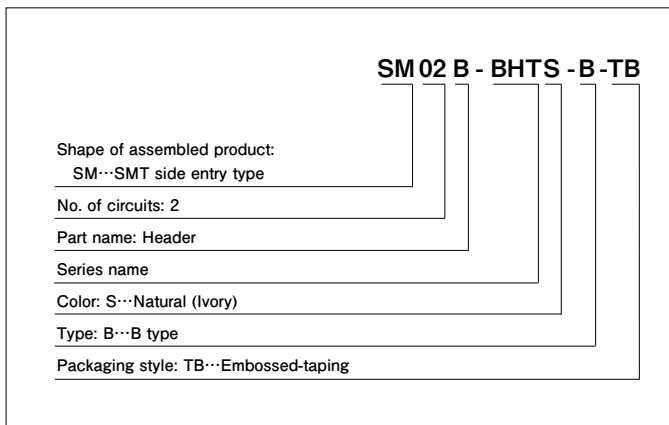 SM 02 B - BHT S - B -TB
Shape of assembled product:
SM…SMT side entry type
No. of circuits: 2
Part name: Header
Series name
Color: S…Natural (Ivory)
Type: B…B type
Packaging style: TB…Embossed-taping